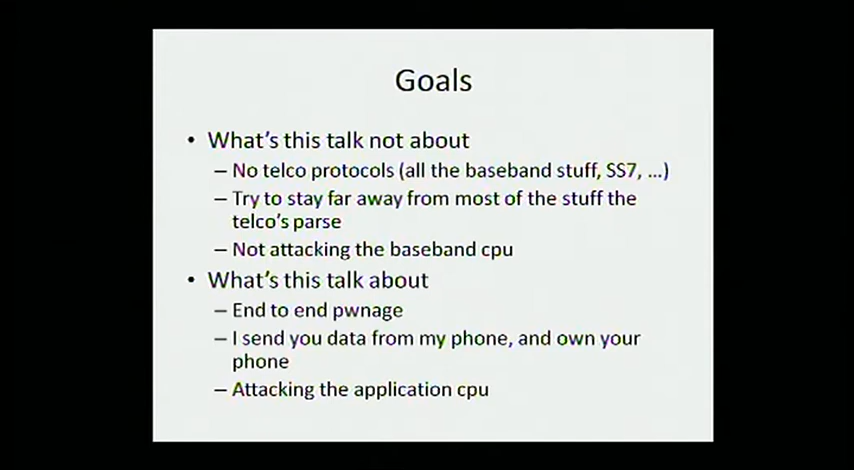 Goals
• What's this talk not about
– No telco protocols (all the baseband stuff, SS7, ...)
– Try to stay far away from most of the stuff the
telco's parse
– Not attacking the baseband cpu
• What's this talk about
– End to end pwnage
– I send you data from my phone, and own your
phone
– Attacking the application cpu